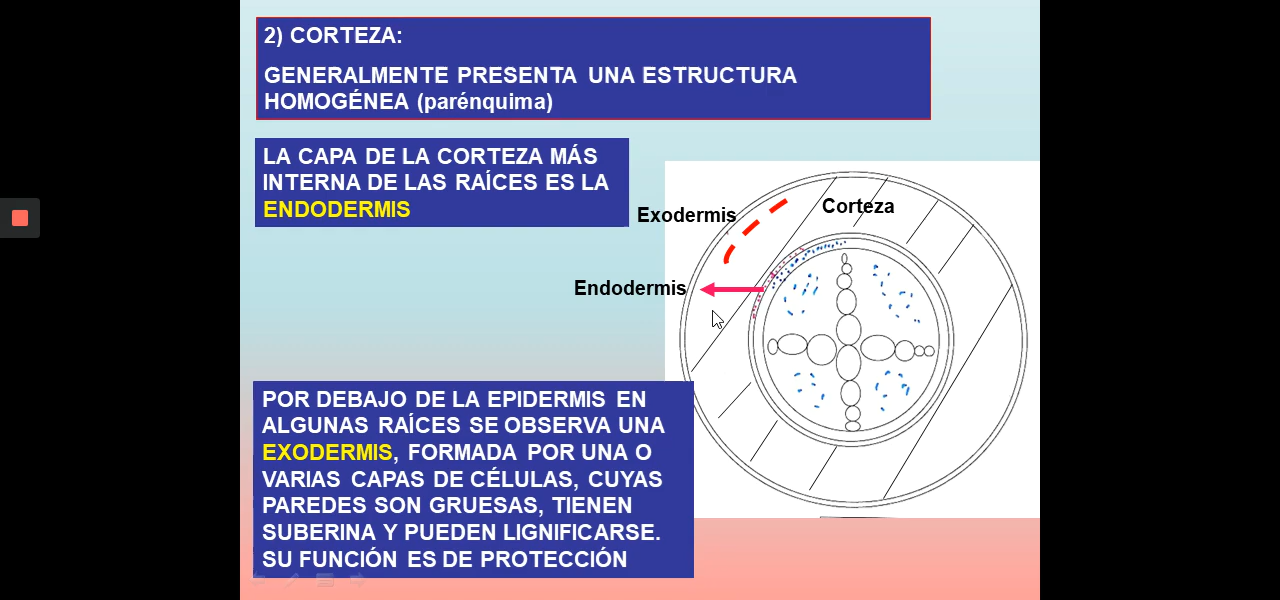 2) CORTEZA:
GENERALMENTE PRESENTA UNA ESTRUCTURA
HOMOGÉNEA (parénquima)
LA CAPA DE LA CORTEZA MÁS
INTERNA DE LAS RAÍCES ES LA
ENDODERMIS
Exodermis
Corteza
Endodermis
POR DEBAJO DE LA EPIDERMIS EN
ALGUNAS RAÍCES SE OBSERVA UNA
EXODERMIS, FORMADA POR UNA O
VARIAS CAPAS DE CÉLULAS, CUYAS
PAREDES SON GRUESAS, TIENEN
SUBERINA Y PUEDEN LIGNIFICARSE.
SU FUNCIÓN ES DE PROTECCIÓN